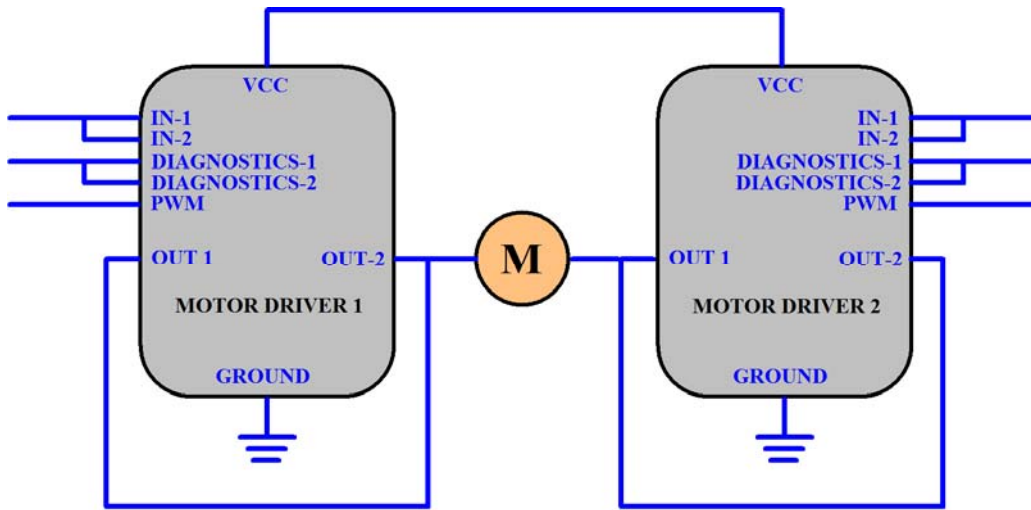 VCC
IN-1
IN-2
DIAGNOSTICS-1
DIAGNOSTICS-2
PWM
OUT 1
OUT-2
MOTOR DRIVER 1
GROUND
M
VCC
IN-1
IN-2
DIAGNOSTICS-1
DIAGNOSTICS-2
PWM
OUT 1
OUT-2
MOTOR DRIVER 2
GROUND